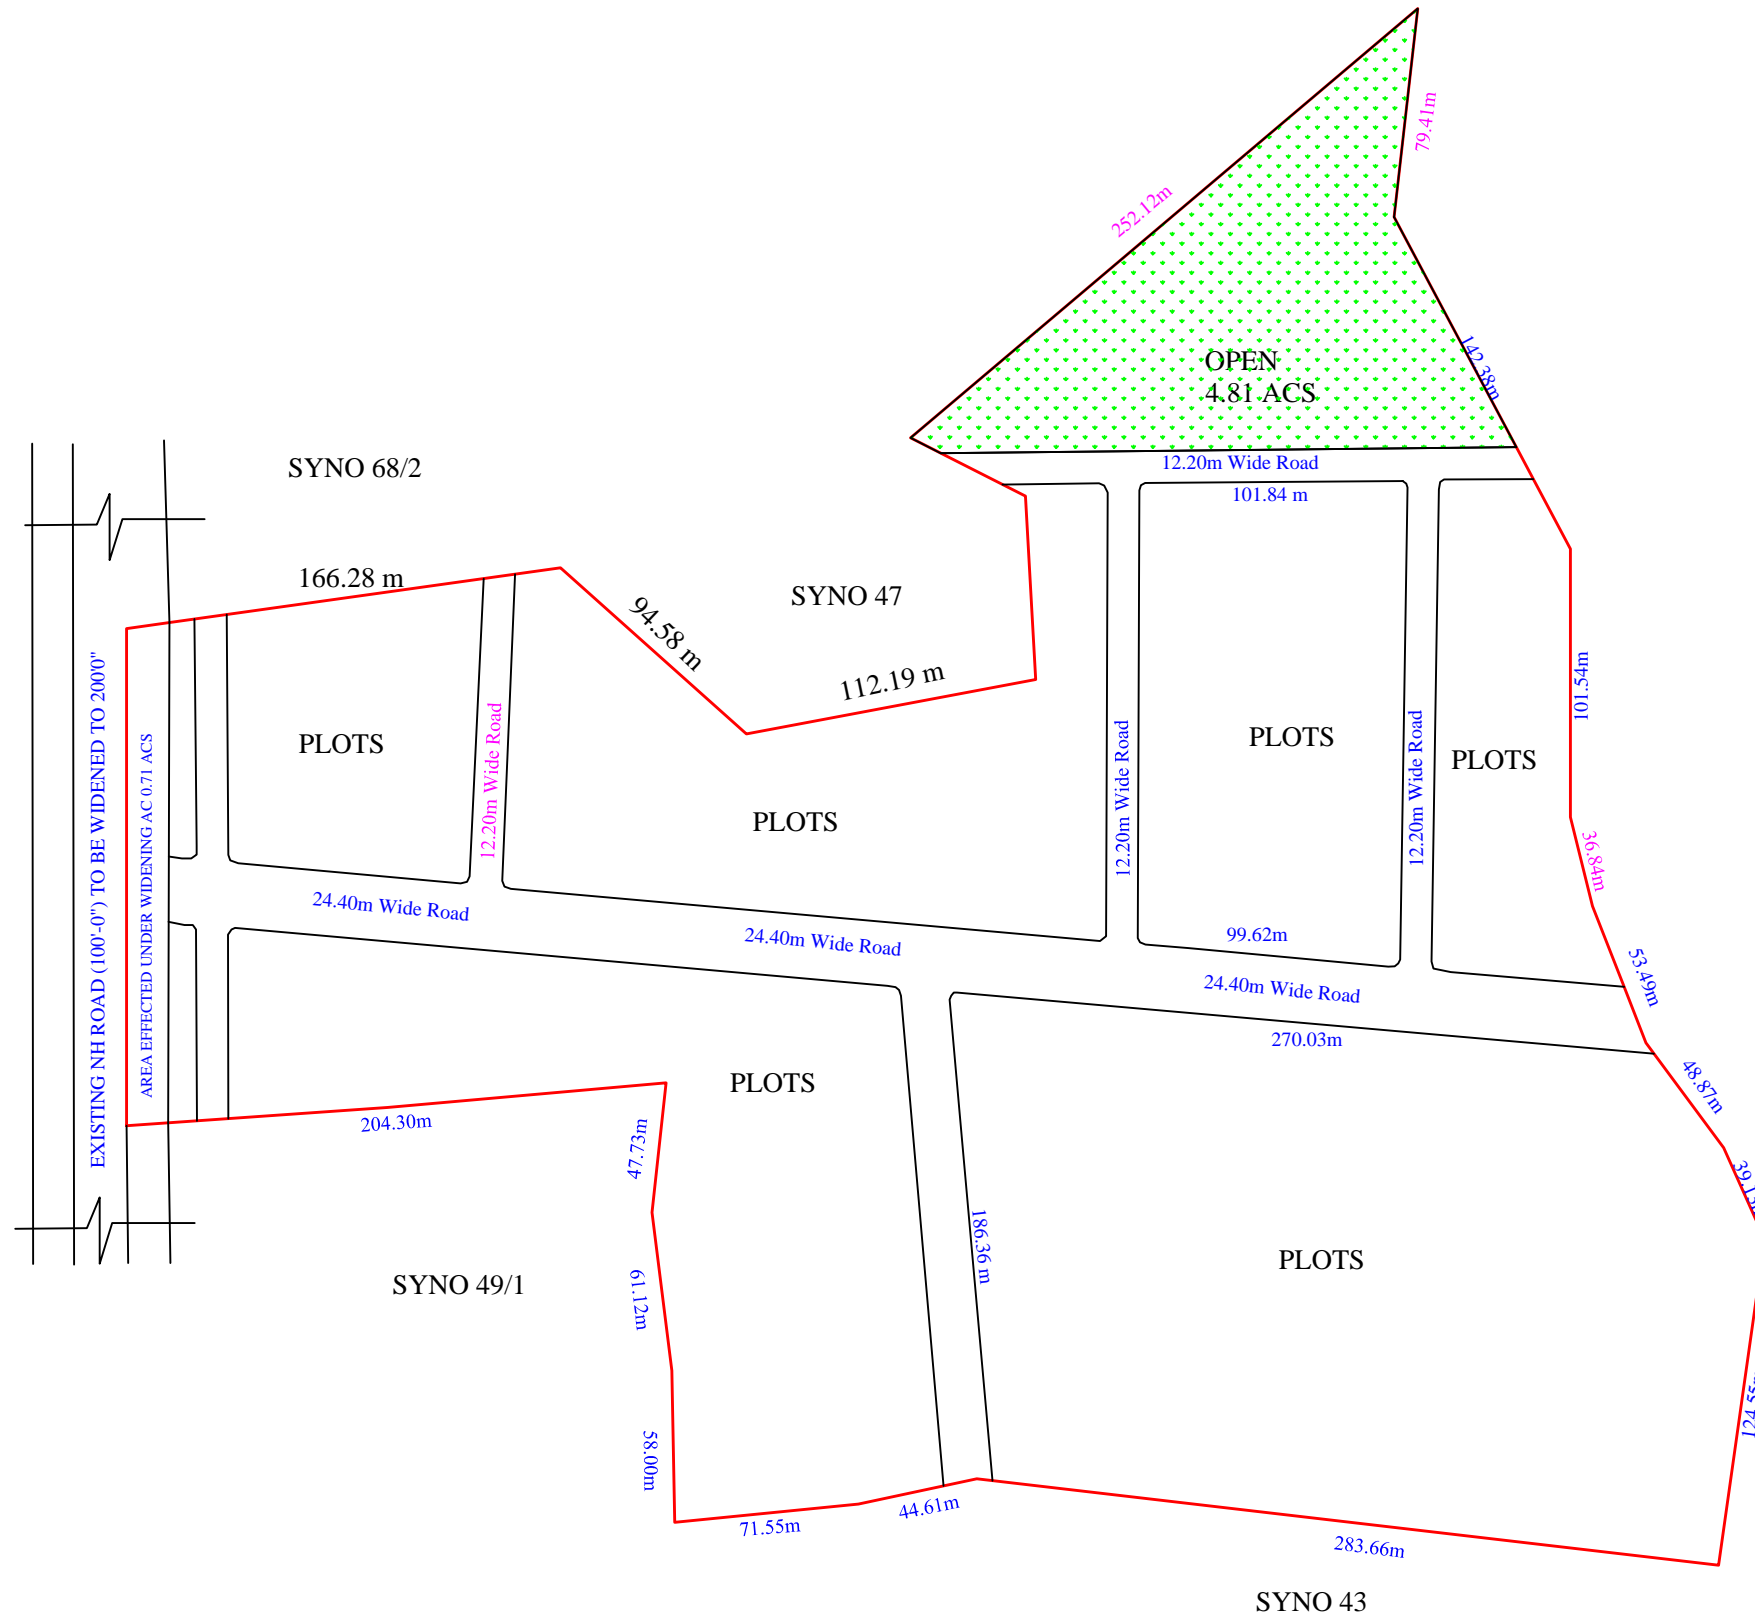 79.41m
252.12m
OPEN
4.81 ACS
142.38m
12.20m Wide Road
101.84 m
SYNO 68/2
166.28 m
94.58 m
SYNO 47
112.19 m
EXISTING NH ROAD (100'-0") TO BE WIDENED TO 200'0"
AREA EFFECTED UNDER WIDENING AC 0.71 ACS
PLOTS
12.20m Wide Road
PLOTS
12.20m Wide Road
PLOTS
12.20m Wide Road
PLOTS
101.54m
36.84m
24.40m Wide Road
24.40m Wide Road
99.62m
24.40m Wide Road
53.49m
270.03m
48.87m
PLOTS
204.30m
47.73m
61.12m
58.00m
SYNO 49/1
186.36 m
PLOTS
71.55m
44.61m
283.66m
SYNO 43